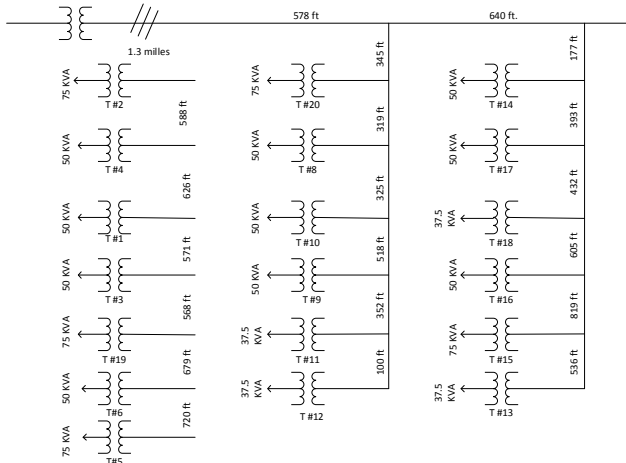 578 ft
640 ft.
1.3 milles
345 ft
177 ft
75 KVA
T #2
588 ft
75 KVA
T #20
319 ft
50 KVA
T #14
393 ft
50 KVA
T #4
626 ft
50 KVA
T #8
325 ft
50 KVA
T #17
432 ft
50 KVA
T #1
571 ft
50 KVA
T #10
518 ft
37.5
KVA
T #18
605 ft
50 KVA
T #3
568 ft
50 KVA
T #9
352 ft
50 KVA
T #16
819 ft
75 KVA
T #19
679 ft
37.5
KVA
T #11
100 ft
75 KVA
T #15
536 ft
50 KVA
T#6
720 ft
37.5
KVA
T #12
37.5
KVA
T #13
75 KVA
T#5